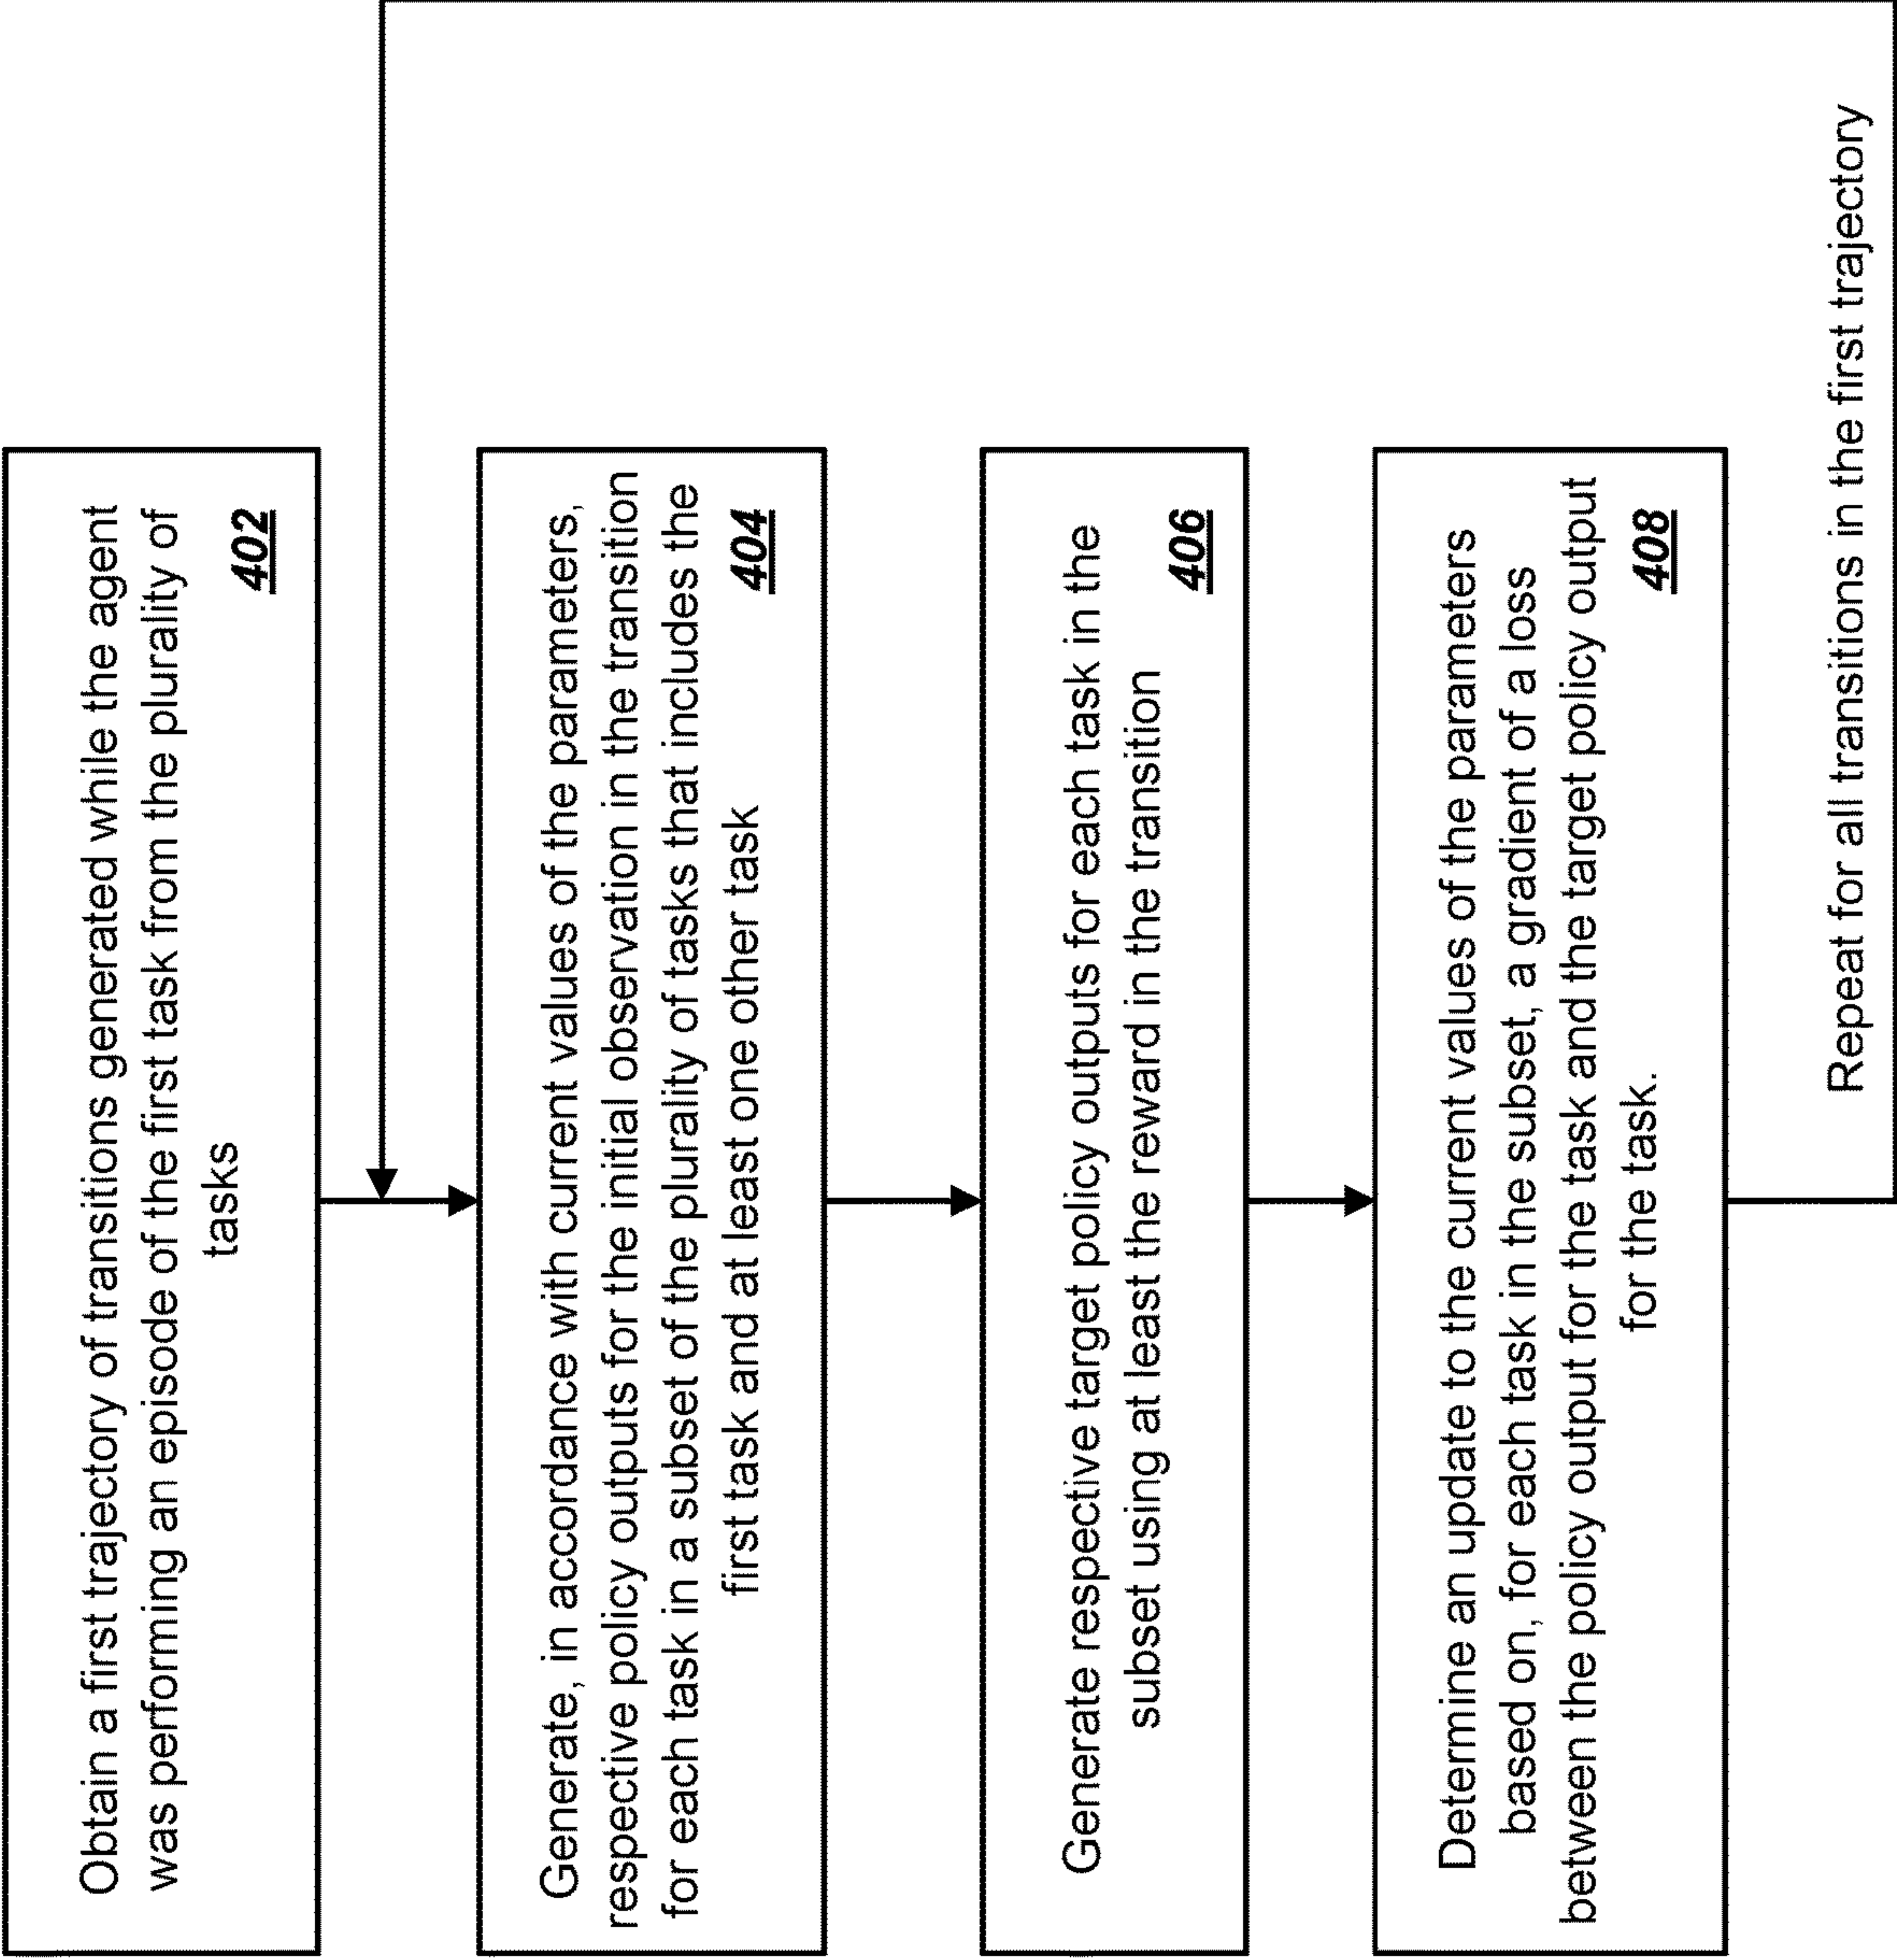 Obtain a first trajectory of transitions generated while the agent
was performing an episode of the first task from the plurality of
tasks
402
Generate, in accordance with current values of the parameters,
respective policy outputs for the initial observation in the transition
for each task in a subset of the plurality of tasks that includes the
first task and at least one other task
404
Generate respective target policy outputs for each task in the
subset using at least the reward in the transition
406
Determine an update to the current values of the parameters
based on, for each task in the subset, a gradient of a loss
between the policy output for the task and the target policy output
for the task.
408
Repeat for all transitions in the first trajectory